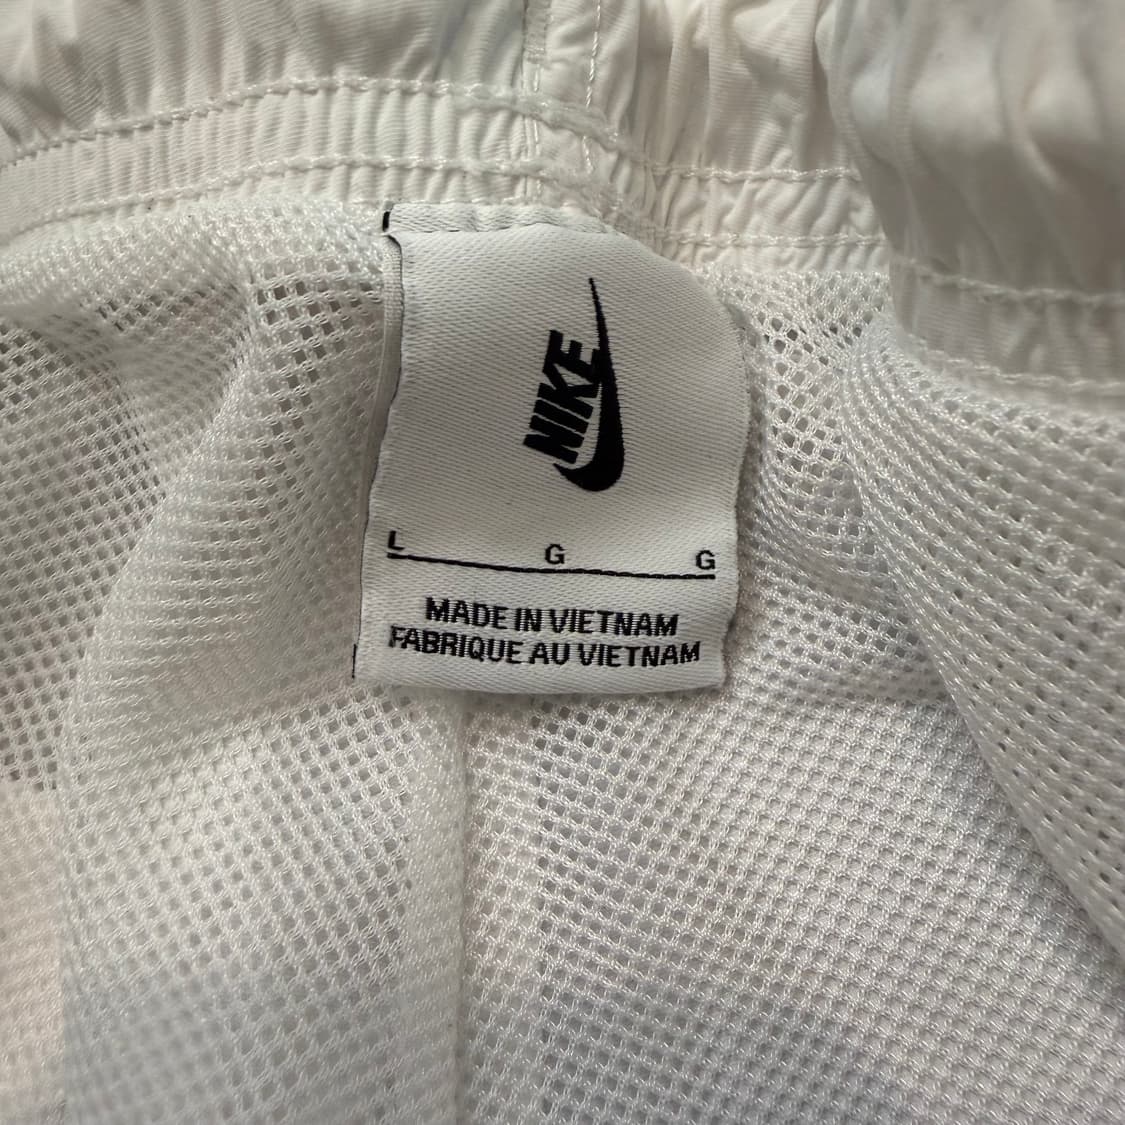 NIKE
L G G
MADE IN VIETNAM
FABRIQUE AU VIETNAM